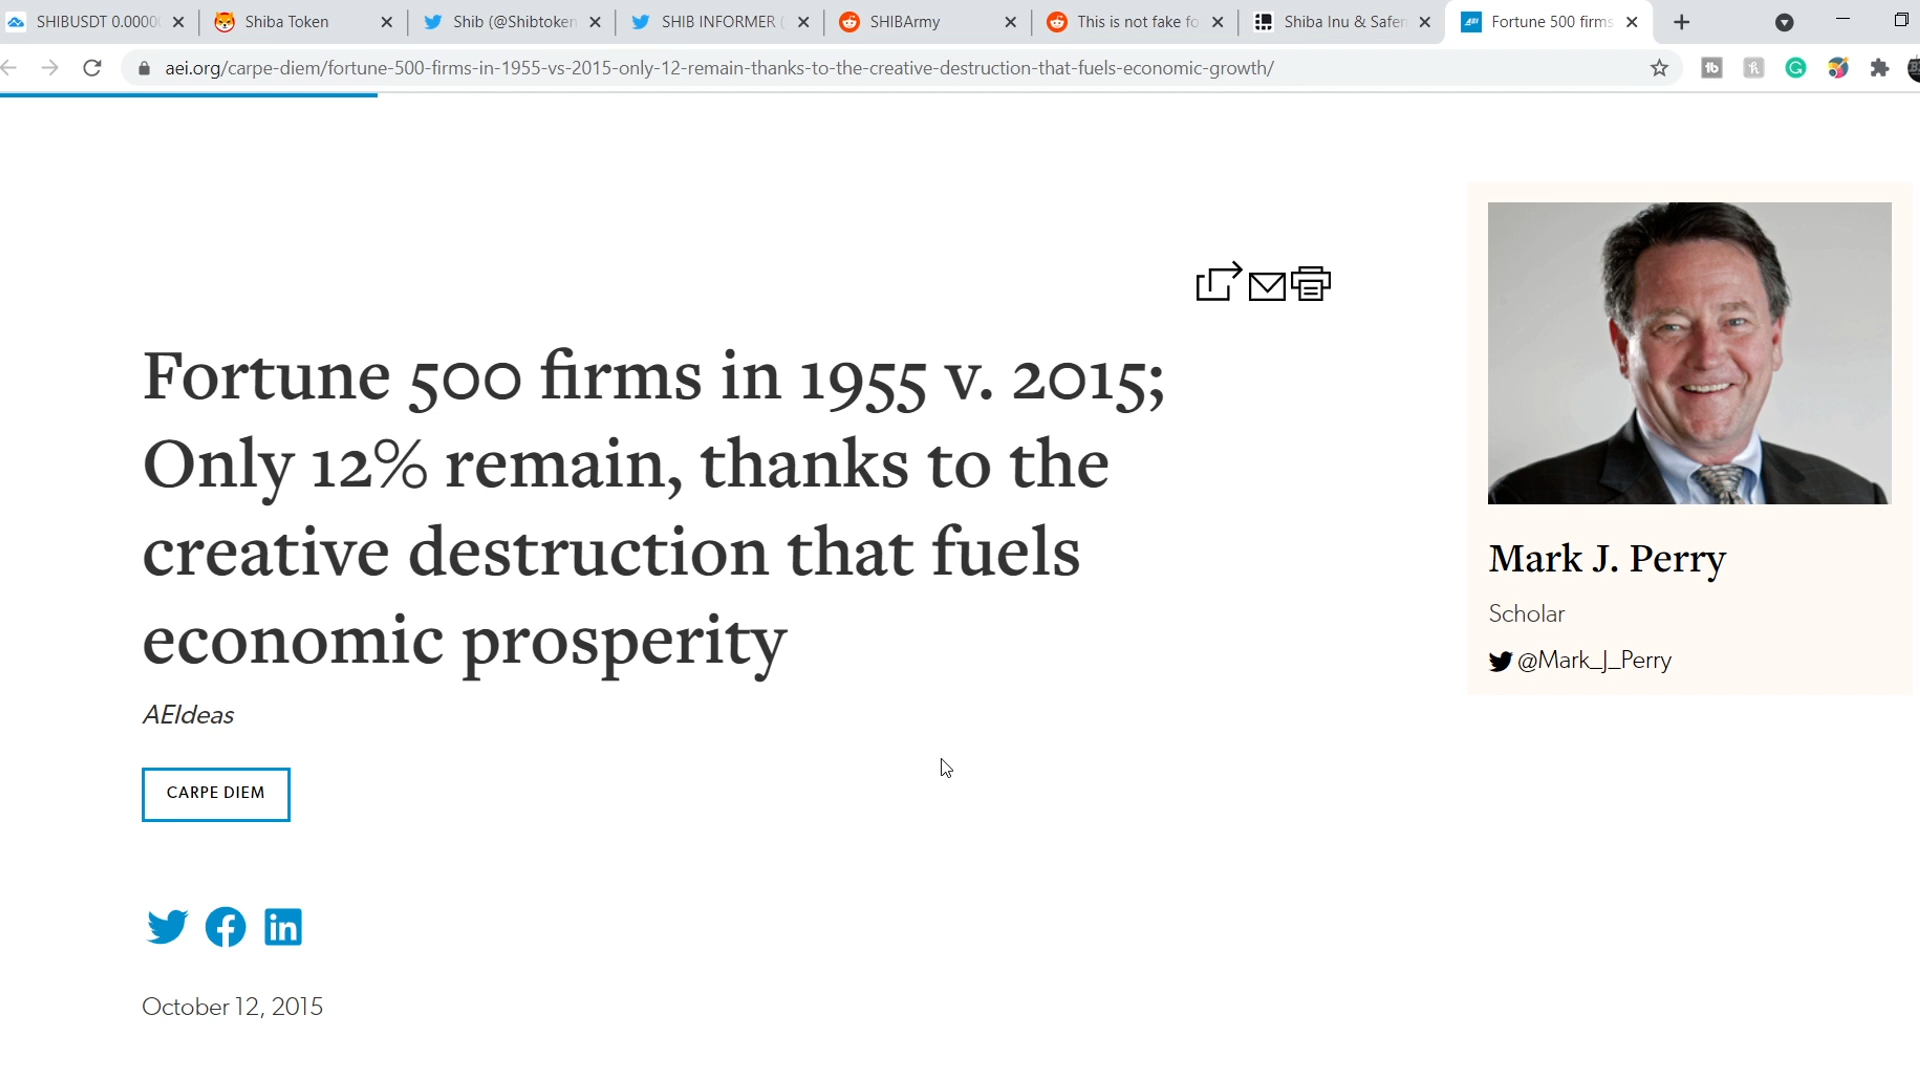 SHIBUSDT 0.0000
Shiba Token
Shib (@Shibtoken
SHIB INFORMER (
SHIBArmy
This is not fake fo
Shiba Inu & Safem
Fortune 500 firms
aei.org/carpe-diem/fortune-500-firms-in-1955-vs-2015-only-12-remain-thanks-to-the-creative-destruction-that-fuels-economic-growth/
Fortune 500 firms in 1955 v. 2015;
Only 12% remain, thanks to the
creative destruction that fuels
economic prosperity
AEIdeas
CARPE DIEM
October 12, 2015
Mark J. Perry
Scholar
@Mark_J_Perry